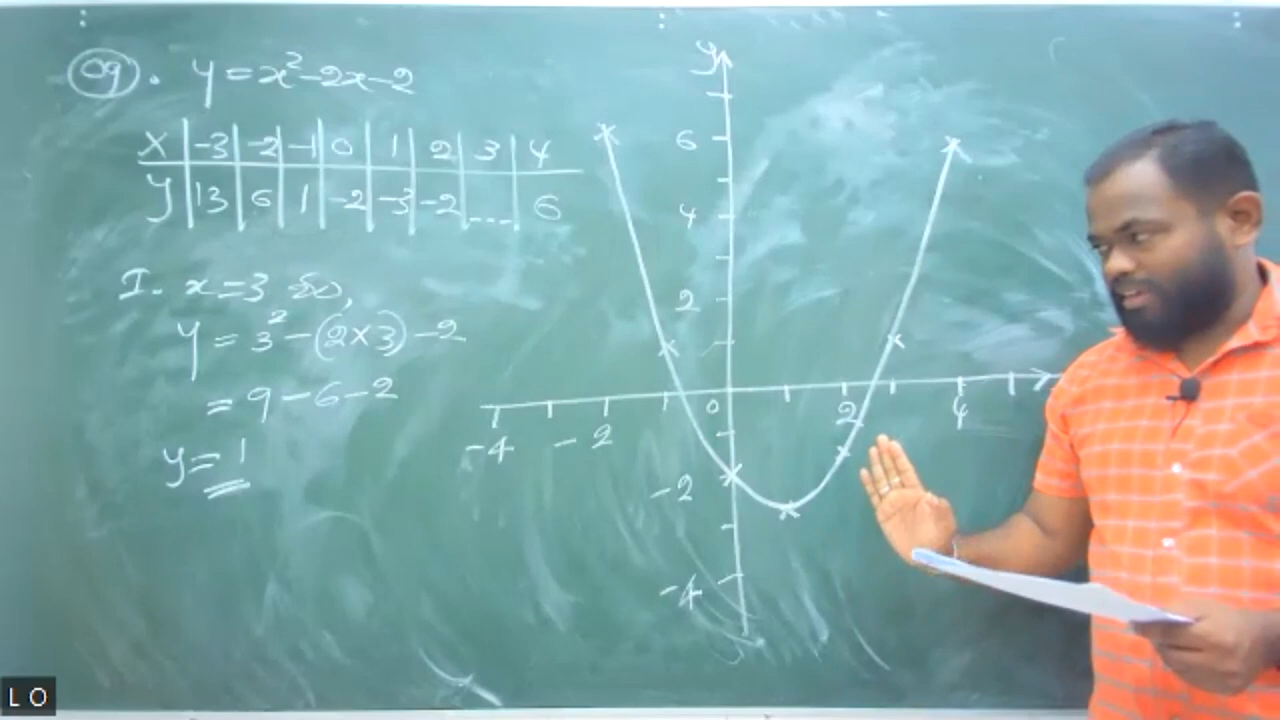 09. y = x² - 2x - 2
x | -3 | -2 | -1 | 0 | 1 | 2 | 3 | 4
y | 13 | 6 | 1 | -2 | -3 | -2 | --- | 6
I. x = 3 විට,
y = 3² - (2×3) - 2
= 9 - 6 - 2
y = 1
y
6
4
2
0 2 4
-4 -2
-2
-4
LO